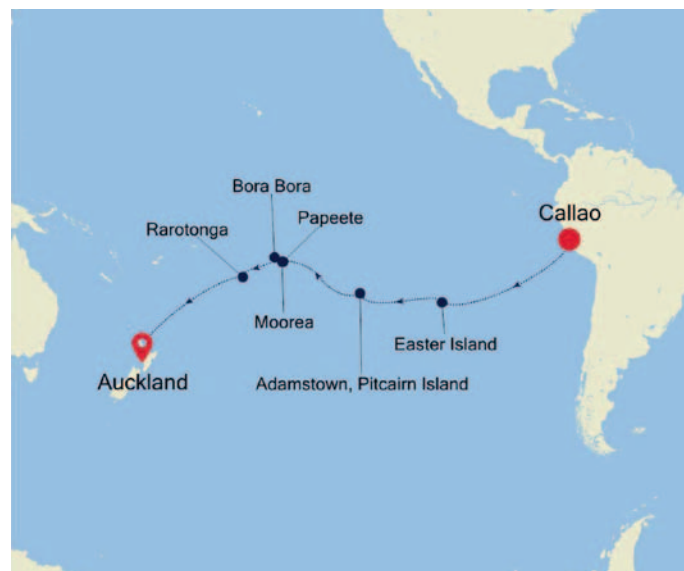 Bora Bora
Papeete
Callao
Rarotonga
Moorea
Easter Island
Auckland
Adamstown, Pitcairn Island